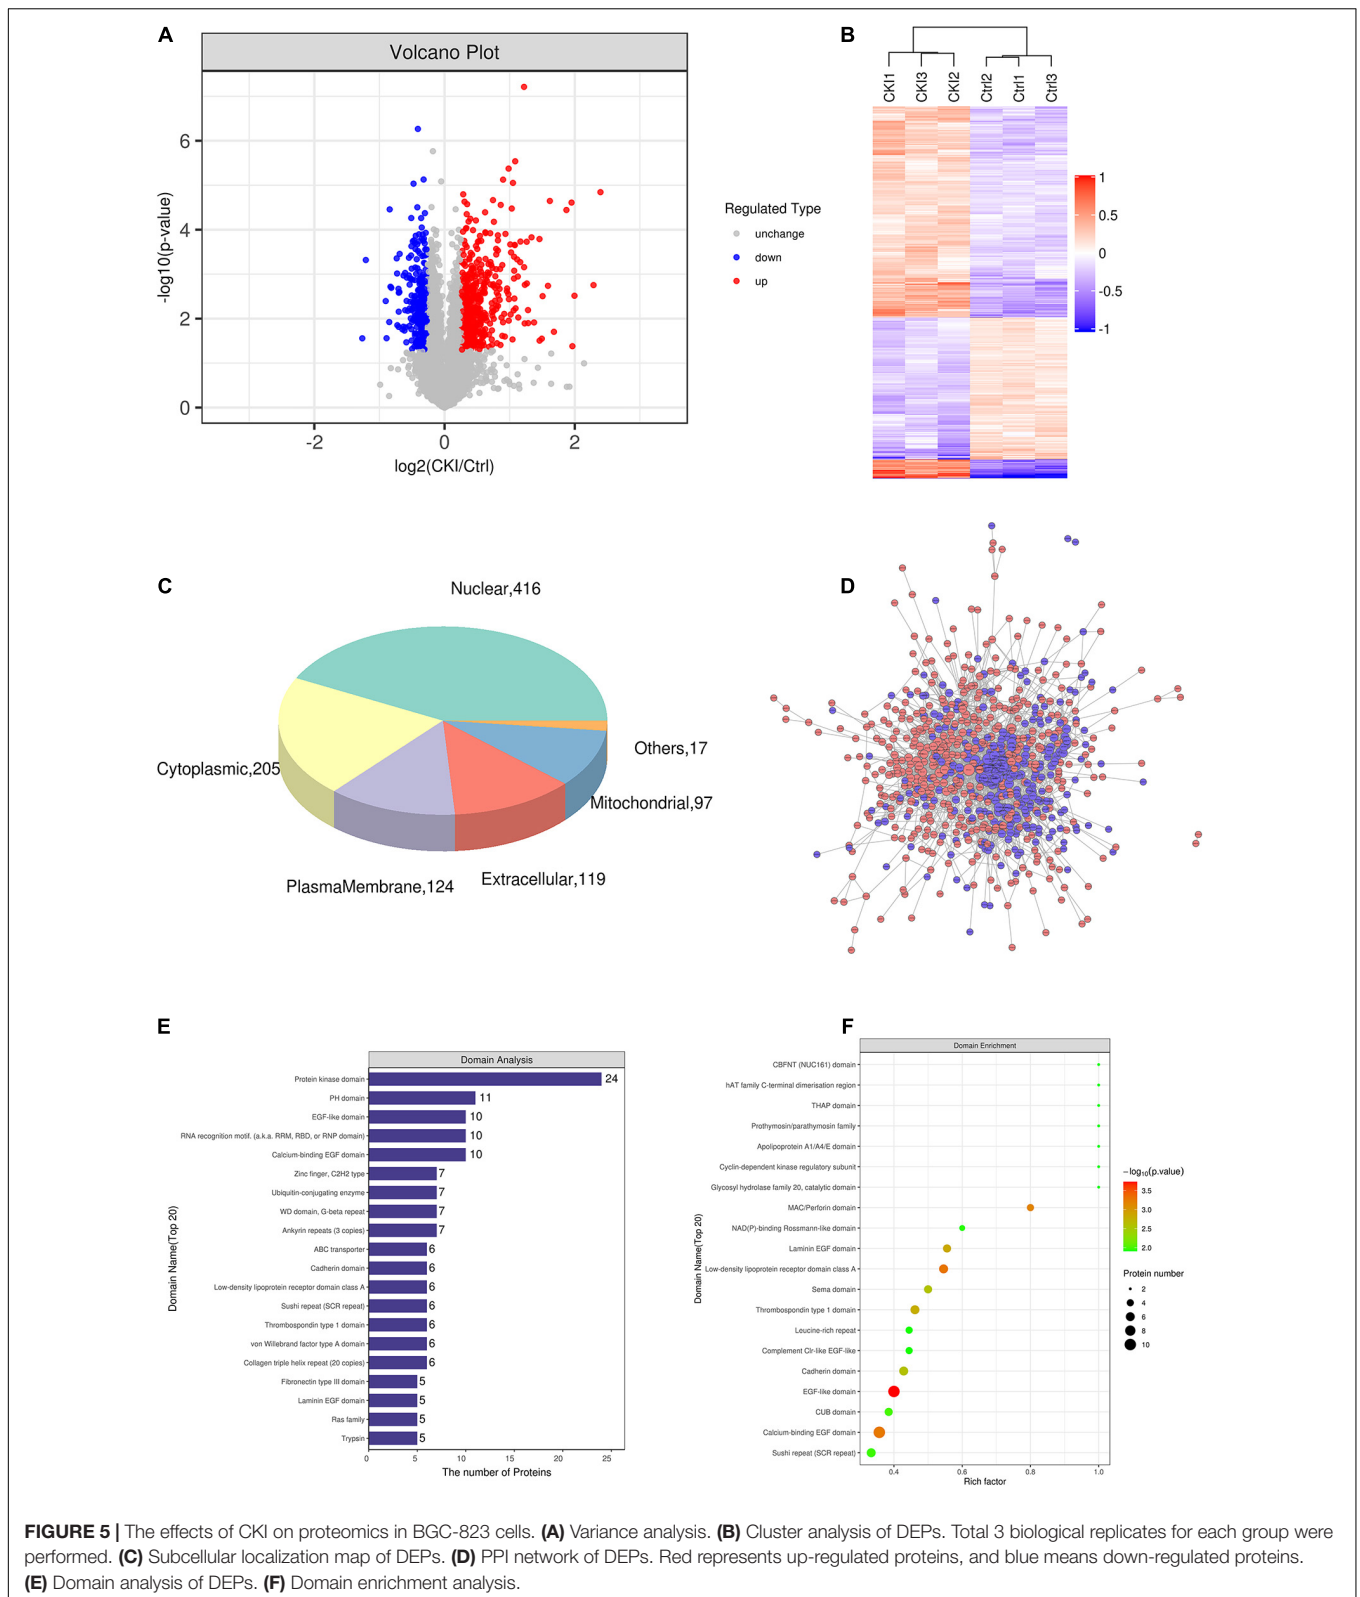 A
Volcano Plot
6
4
2
0
-log10(p-value)
-2
0
2
log2(CKI/Ctrl)
Regulated Type
unchange
down
up
B
CKI1
CKI3
CKI2
Ctrl2
Ctrl1
Ctrl3
1
0.5
0
-0.5
-1
C
Nuclear,416
Cytoplasmic,205
PlasmaMembrane,124
Extracellular,119
Mitochondrial,97
Others,17
D
E
Domain Analysis
Domain Name(Top 20)
Protein kinase domain 24
PH domain 11
EGF-like domain 10
RNA recognition motif. (a.k.a. RRM, RBD, or RNP domain) 10
Calcium-binding EGF domain 10
Zinc finger, C2H2 type 7
Ubiquitin-conjugating enzyme 7
WD domain, G-beta repeat 7
Ankyrin repeats (3 copies) 7
ABC transporter 6
Cadherin domain 6
Low-density lipoprotein receptor domain class A 6
Sushi repeat (SCR repeat) 6
Thrombospondin type 1 domain 6
von Willebrand factor type A domain 6
Collagen triple helix repeat (20 copies) 6
Fibronectin type III domain 5
Laminin EGF domain 5
Ras family 5
Trypsin 5
0 5 10 15 20 25
The number of Proteins
F
Domain Enrichment
Domain Name(Top 20)
CBFNT (NUC161) domain
hAT family C-terminal dimerisation region
THAP domain
Prothymosin/parathymosin family
Apolipoprotein A1/A4/E domain
Cyclin-dependent kinase regulatory subunit
Glycosyl hydrolase family 20, catalytic domain
MAC/Perforin domain
NAD(P)-binding Rossmann-like domain
Laminin EGF domain
Low-density lipoprotein receptor domain class A
Sema domain
Thrombospondin type 1 domain
Leucine-rich repeat
Complement Clr-like EGF-like
Cadherin domain
EGF-like domain
CUB domain
Calcium-binding EGF domain
Sushi repeat (SCR repeat)
0.4 0.6 0.8 1.0
Rich factor
−log10(p.value)
3.5
3.0
2.5
2.0
Protein number
2
4
6
8
10
FIGURE 5 | The effects of CKI on proteomics in BGC-823 cells. (A) Variance analysis. (B) Cluster analysis of DEPs. Total 3 biological replicates for each group were
performed. (C) Subcellular localization map of DEPs. (D) PPI network of DEPs. Red represents up-regulated proteins, and blue means down-regulated proteins.
(E) Domain analysis of DEPs. (F) Domain enrichment analysis.